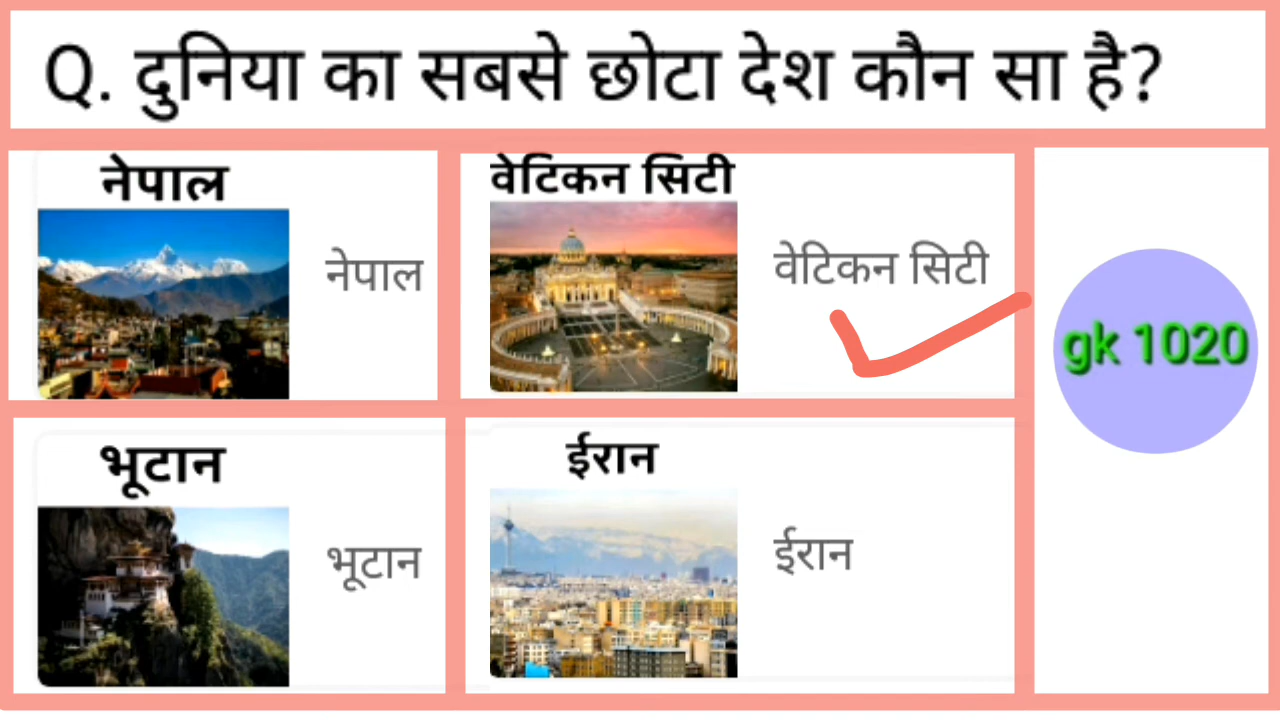 Q. दुनिया का सबसे छोटा देश कौन सा है?
नेपाल
नेपाल
वेटिकन सिटी
वेटिकन सिटी
gk 1020
भूटान
भूटान
ईरान
ईरान